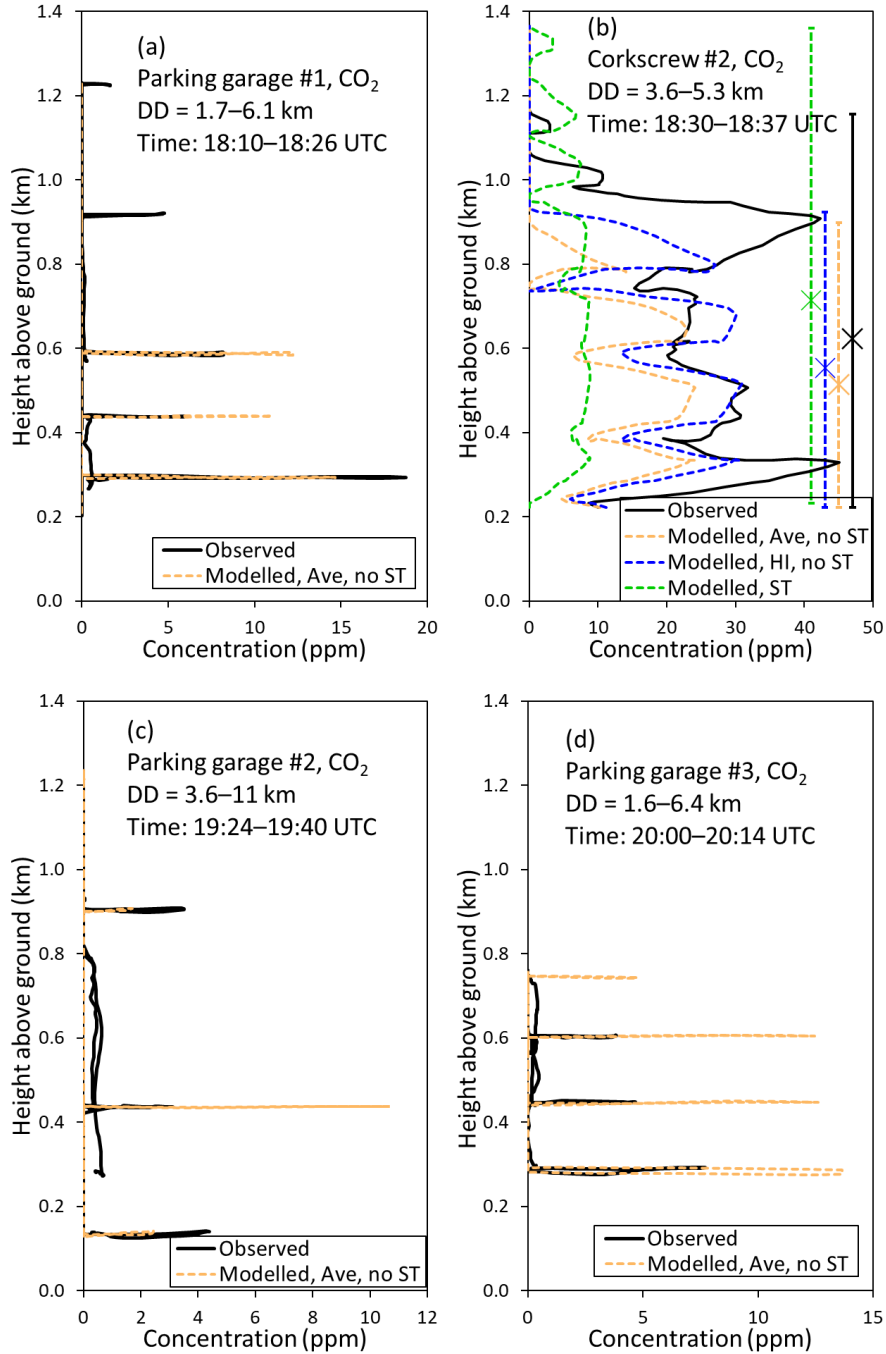 (a)
Parking garage #1, CO₂
DD = 1.7–6.1 km
Time: 18:10–18:26 UTC
Height above ground (km)
1.4
1.2
1.0
0.8
0.6
0.4
0.2
0.0
Observed
Modelled, Ave, no ST
0
5
10
15
20
Concentration (ppm)
(b)
Corkscrew #2, CO₂
DD = 3.6–5.3 km
Time: 18:30–18:37 UTC
Height above ground (km)
1.4
1.2
1.0
0.8
0.6
0.4
0.2
0.0
Observed
Modelled, Ave, no ST
Modelled, HI, no ST
Modelled, ST
0
10
20
30
40
50
Concentration (ppm)
(c)
Parking garage #2, CO₂
DD = 3.6–11 km
Time: 19:24–19:40 UTC
Height above ground (km)
1.4
1.2
1.0
0.8
0.6
0.4
0.2
0.0
Observed
Modelled, Ave, no ST
0
2
4
6
8
10
12
Concentration (ppm)
(d)
Parking garage #3, CO₂
DD = 1.6–6.4 km
Time: 20:00–20:14 UTC
Height above ground (km)
1.4
1.2
1.0
0.8
0.6
0.4
0.2
0.0
Observed
Modelled, Ave, no ST
0
5
10
15
Concentration (ppm)